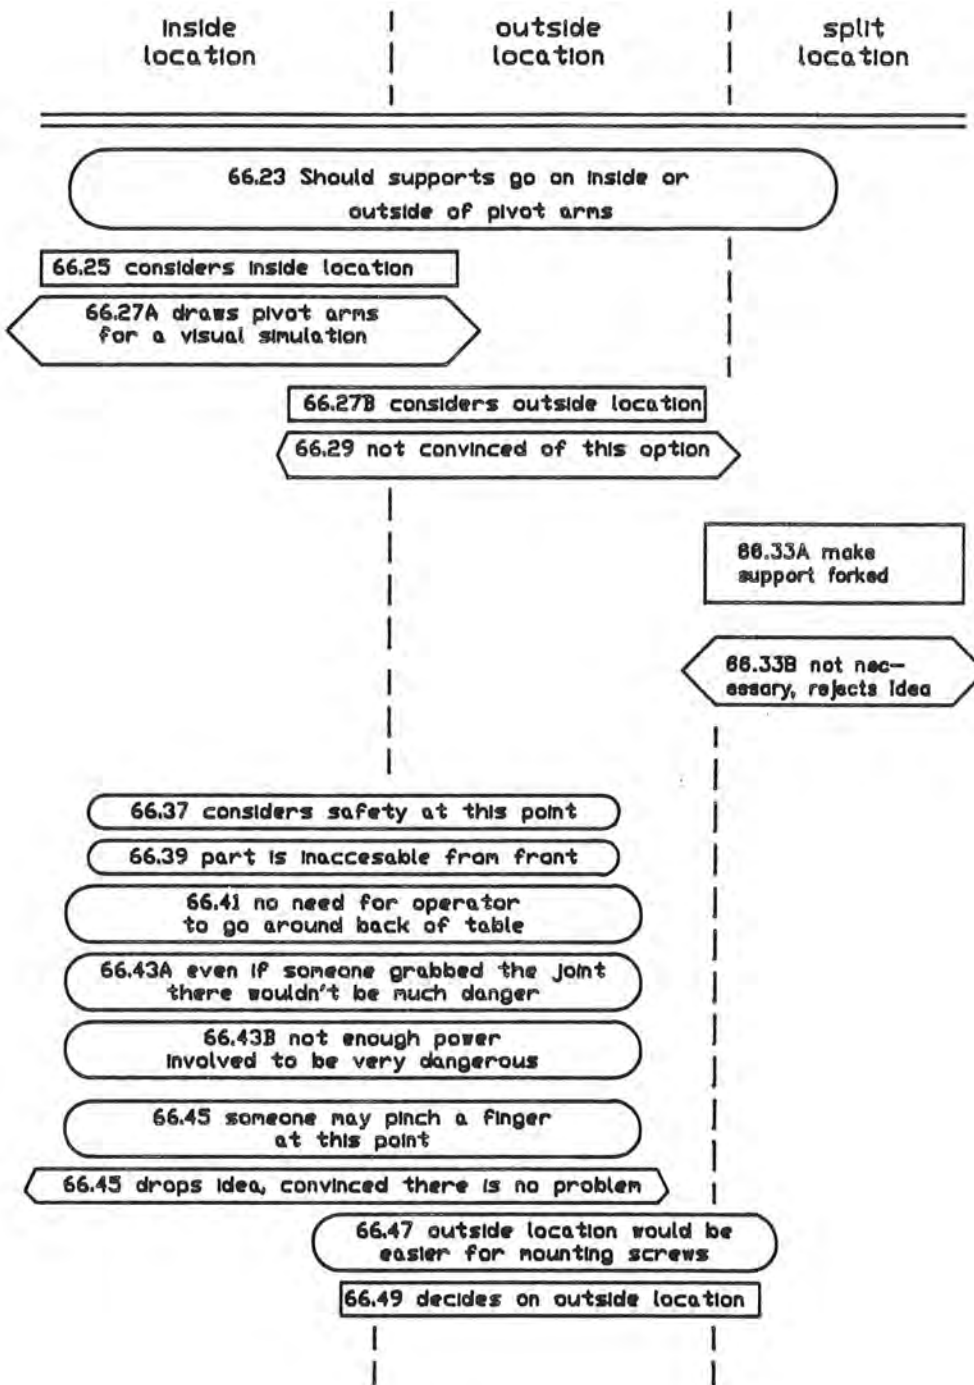 inside
location
outside
location
split
location
66.23 Should supports go on inside or
outside of pivot arms
66.25 considers inside location
66.27A draws pivot arms
for a visual simulation
66.27B considers outside location
66.29 not convinced of this option
66.33A make
support forked
66.33B not nec-
essary, rejects idea
66.37 considers safety at this point
66.39 part is inaccesable from front
66.41 no need for operator
to go around back of table
66.43A even if someone grabbed the joint
there wouldn't be much danger
66.43B not enough power
involved to be very dangerous
66.45 someone may pinch a finger
at this point
66.45 drops idea, convinced there is no problem
66.47 outside location would be
easier for mounting screws
66.49 decides on outside location